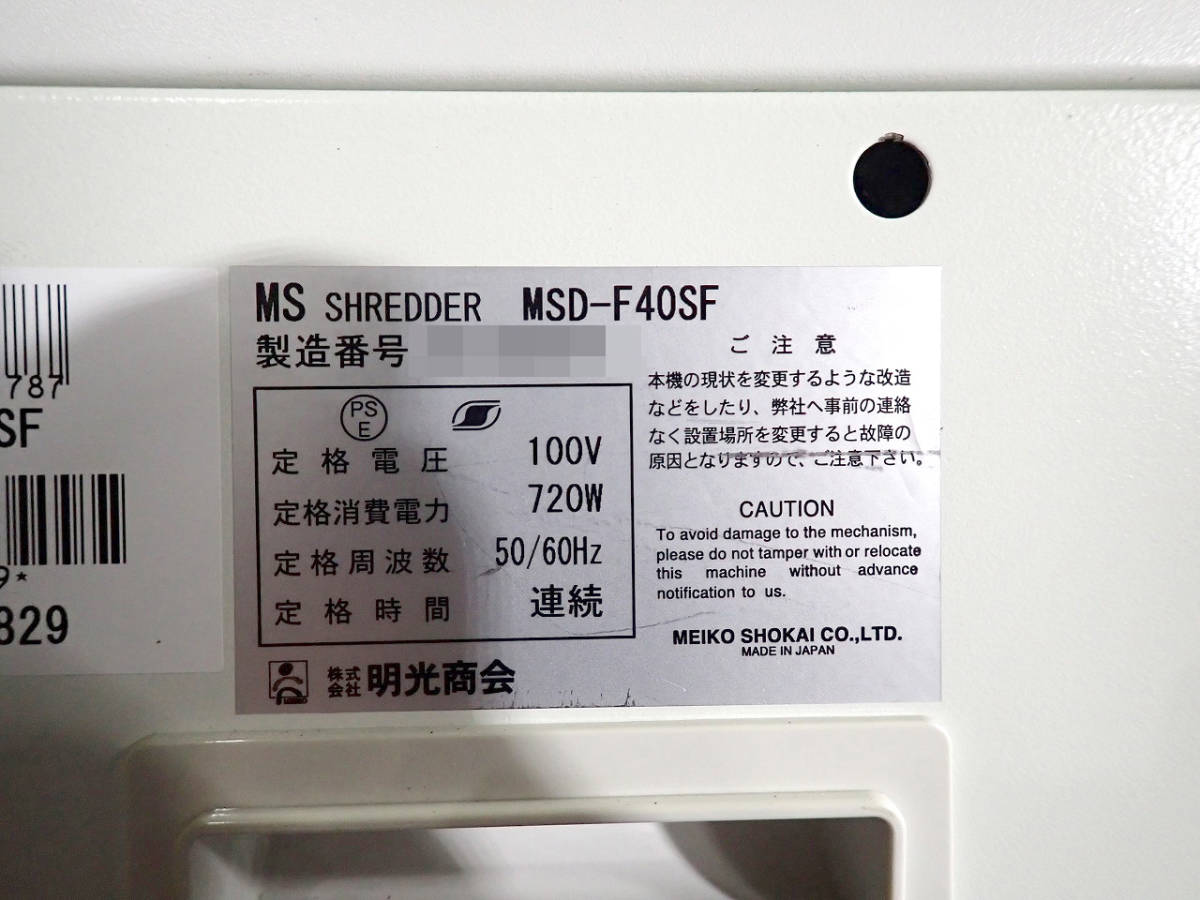 787
SF
9*
829
MS SHREDDER MSD-F40SF
製造番号
PS
E
定格電圧 100V
定格消費電力 720W
定格周波数 50/60Hz
定格時間 連続
株式会社 明光商会
ご注意
本機の現状を変更するような改造
などをしたり、弊社へ事前の連絡
なく設置場所を変更すると故障の
原因となりますので、ご注意下さい。
CAUTION
To avoid damage to the mechanism,
please do not tamper with or relocate
this machine without advance
notification to us.
MEIKO SHOKAI CO.,LTD.
MADE IN JAPAN